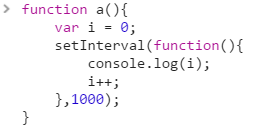 > function a(){
    var i = 0;
    setInterval(function(){
        console.log(i);
        i++;
    },1000);
}